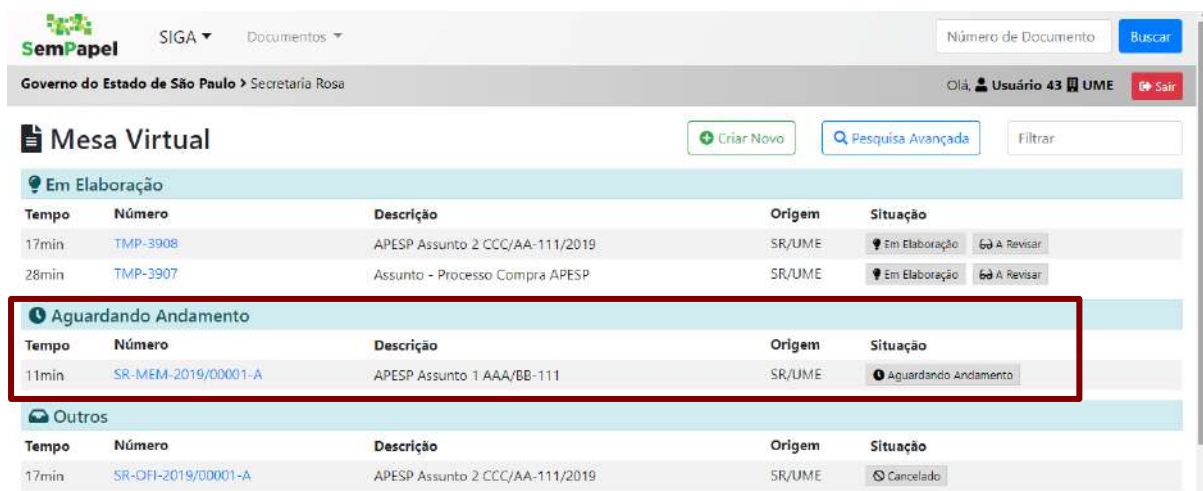 SemPapel SIGA Documentos Número de Documento Buscar
Governo do Estado de São Paulo > Secretaria Rosa Olá, Usuário 43 UME Sair
Mesa Virtual Criar Novo Pesquisa Avançada Filtrar
Em Elaboração
Tempo Número Descrição Origem Situação
17min TMP-3908 APESP Assunto 2 CCC/AA-111/2019 SR/UME Em Elaboração A Revisar
28min TMP-3907 Assunto - Processo Compra APESP SR/UME Em Elaboração A Revisar
Aguardando Andamento
Tempo Número Descrição Origem Situação
11min SR-MEM-2019/00001-A APESP Assunto 1 AAA/BB-111 SR/UME Aguardando Andamento
Outros
Tempo Número Descrição Origem Situação
17min SR-OFI-2019/00001-A APESP Assunto 2 CCC/AA-111/2019 SR/UME Cancelado